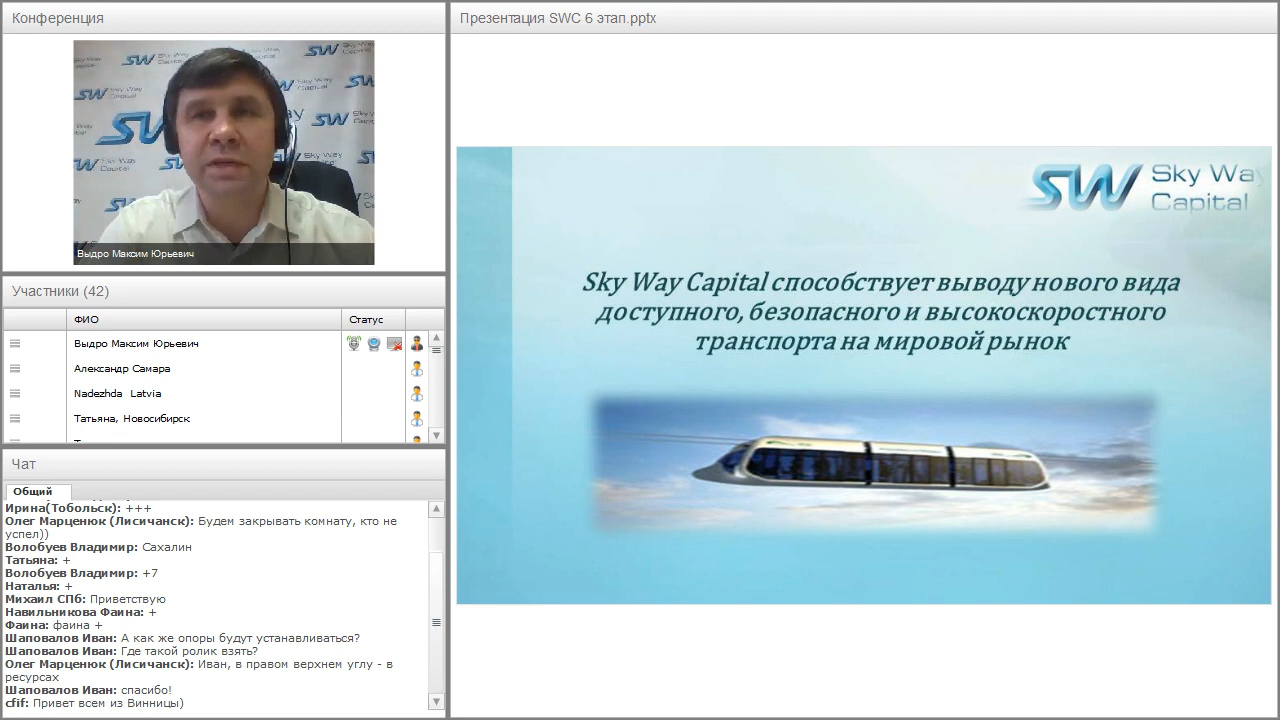 Конференция
SW Sky Way Capital
Выдро Максим Юрьевич
Участники (42)
ФИО
Статус
Выдро Максим Юрьевич
Александр Самара
Nadezhda Latvia
Татьяна, Новосибирск
Чат
Общий
Ирина(Тобольск): +++
Олег Марценюк (Лисичанск): Будем закрывать комнату, кто не
успел))
Волобуев Владимир: Сахалин
Татьяна: +
Волобуев Владимир: +7
Наталья: +
Михаил СПб: Приветствую
Навильникова Фаина: +
Фаина: фаина +
Шаповалов Иван: А как же опоры будут устанавливаться?
Шаповалов Иван: Где такой ролик взять?
Олег Марценюк (Лисичанск): Иван, в правом верхнем углу - в
ресурсах
Шаповалов Иван: спасибо!
cfif: Привет всем из Винницы)
Презентация SWC 6 этап.pptx
SW Sky Way
Capital
Sky Way Capital способствует выводу нового вида
доступного, безопасного и высокоскоростного
транспорта на мировой рынок